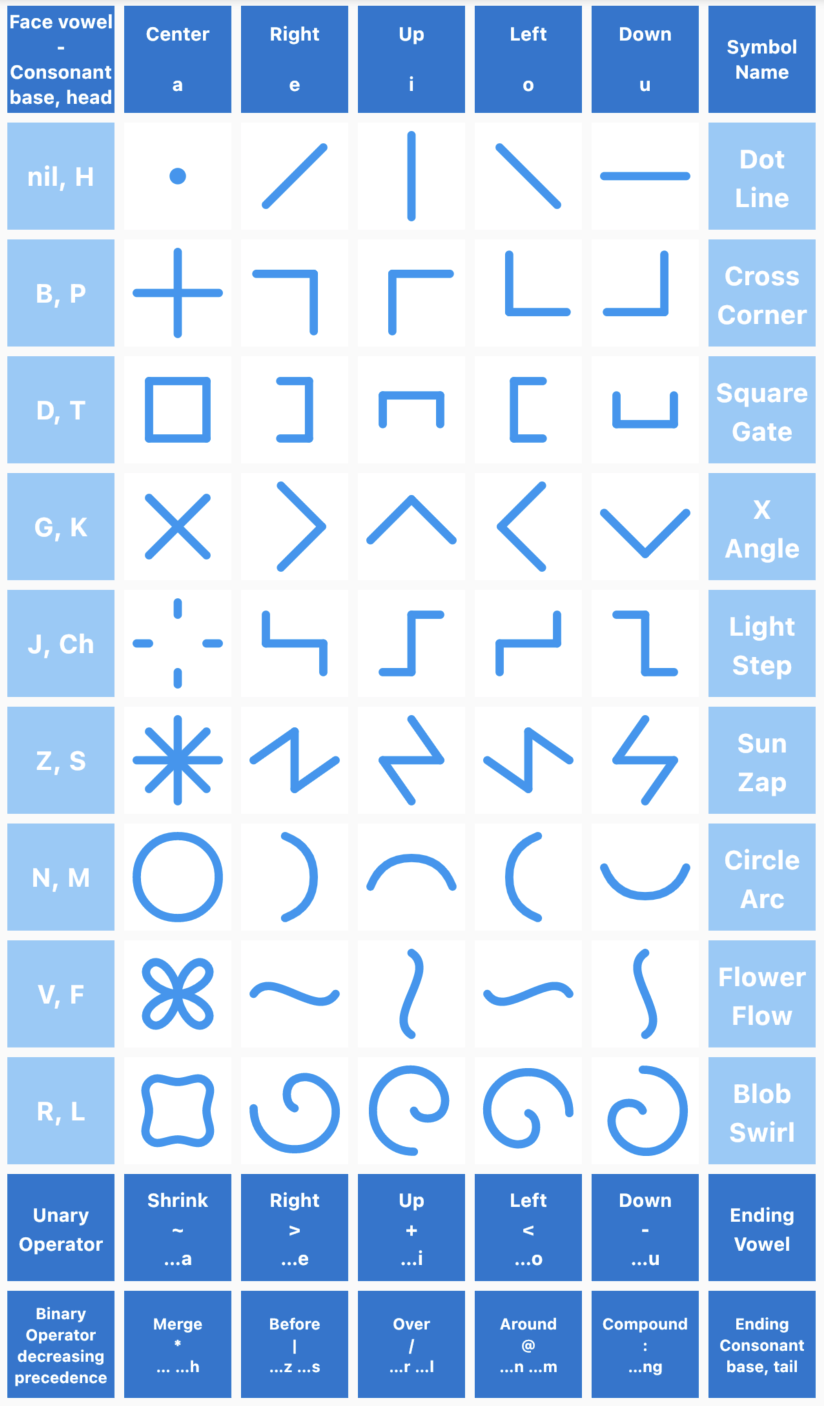 Face vowel
-
Consonant
base, head
Center
a
Right
e
Up
i
Left
o
Down
u
Symbol
Name
nil, H
Dot
Line
B, P
Cross
Corner
D, T
Square
Gate
G, K
X
Angle
J, Ch
Light
Step
Z, S
Sun
Zap
N, M
Circle
Arc
V, F
Flower
Flow
R, L
Blob
Swirl
Unary
Operator
Shrink
~
...a
Right
>
...e
Up
+
...i
Left
<
...o
Down
-
...u
Ending
Vowel
Binary
Operator
decreasing
precedence
Merge
*
... ...h
Before
|
...z ...s
Over
/
...r ...l
Around
@
...n ...m
Compound
:
...ng
Ending
Consonant
base, tail